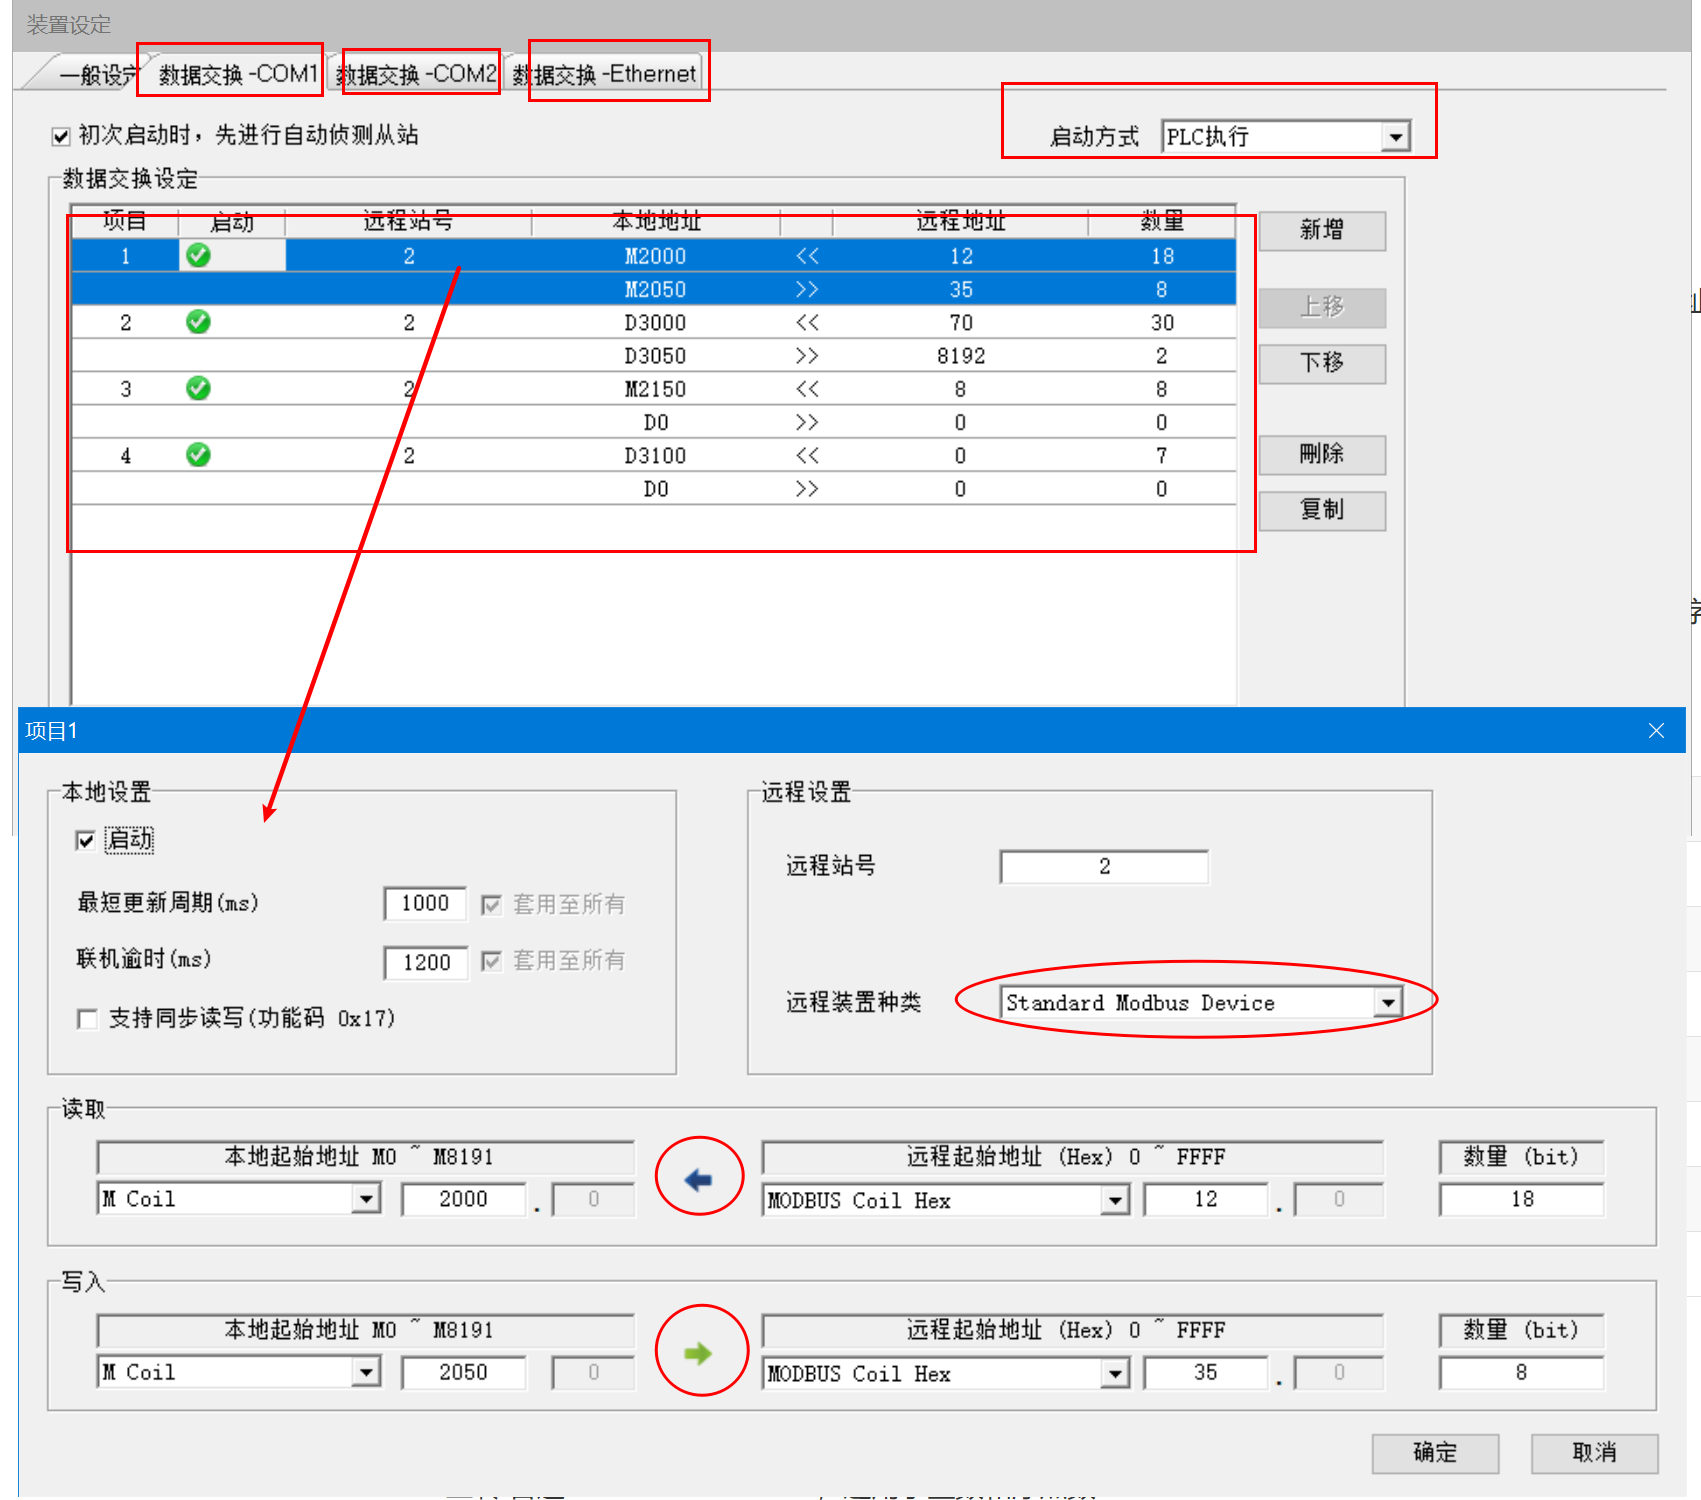 装置设定
一般设定 数据交换 -COM1 数据交换 -COM2 数据交换 -Ethernet
初次启动时，先进行自动侦测从站 启动方式 PLC执行
数据交换设定
项目 启动 远程站号 本地地址 远程地址 数量
1 2 M2000 << 12 18
M2050 >> 35 8
2 2 D3000 << 70 30
D3050 >> 8192 2
3 2 M2150 << 8 8
D0 >> 0 0
4 2 D3100 << 0 7
D0 >> 0 0
新增
上移
下移
刪除
复制
项目1
本地设置
启动
最短更新周期(ms) 1000 套用至所有
联机逾时(ms) 1200 套用至所有
支持同步读写(功能码 0x17)
远程设置
远程站号 2
远程装置种类 Standard Modbus Device
读取
本地起始地址 M0 ~ M8191 远程起始地址 (Hex) 0 ~ FFFF 数量 (bit)
M Coil 2000 . 0 MODBUS Coil Hex 12 . 0 18
写入
本地起始地址 M0 ~ M8191 远程起始地址 (Hex) 0 ~ FFFF 数量 (bit)
M Coil 2050 0 MODBUS Coil Hex 35 . 0 8
确定 取消